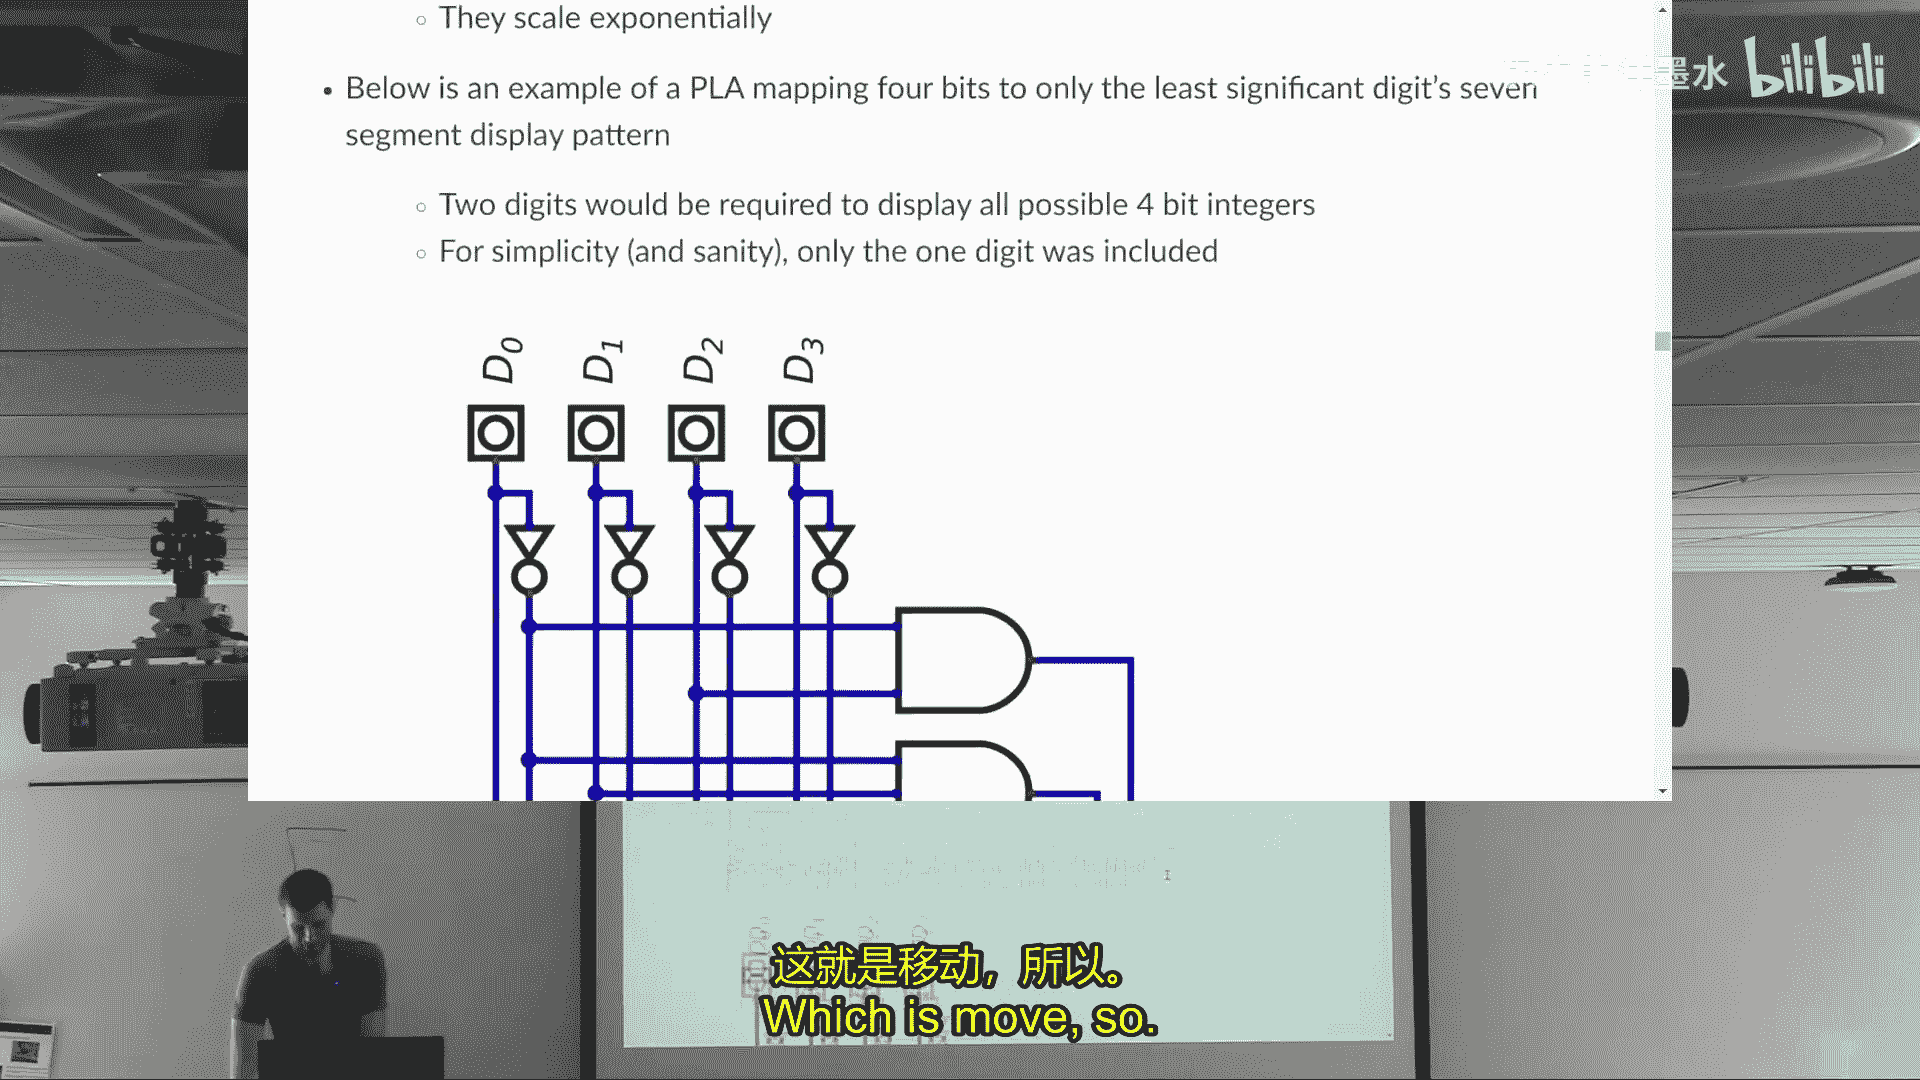 They scale exponentially
墨水 bilibili
Below is an example of a PLA mapping four bits to only the least significant digit's seven
segment display pattern
Two digits would be required to display all possible 4 bit integers
For simplicity (and sanity), only the one digit was included
D0 D1 D2 D3
这就是移动，所以。
Which is move, so.